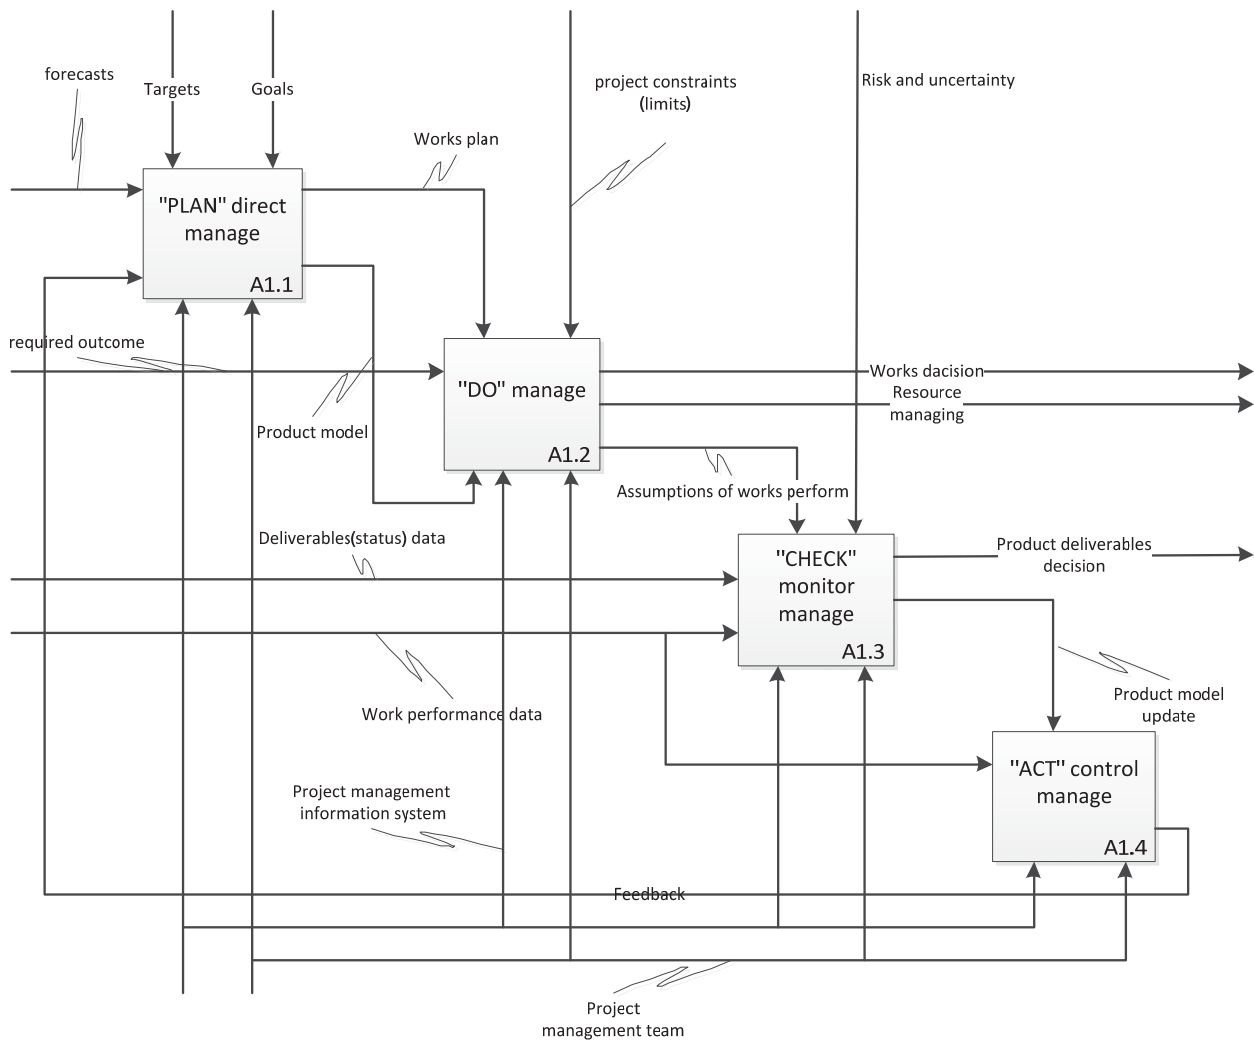 forecasts
Targets
Goals
project constraints
(limits)
Risk and uncertainty
Works plan
"PLAN" direct
manage
A1.1
required outcome
Product model
"DO" manage
A1.2
Works dacision
Resource
managing
Assumptions of works perform
Deliverables(status) data
"CHECK"
monitor
manage
A1.3
Product deliverables
decision
Work performance data
Product model
update
"ACT" control
manage
A1.4
Project management
information system
Feedback
Project
management team